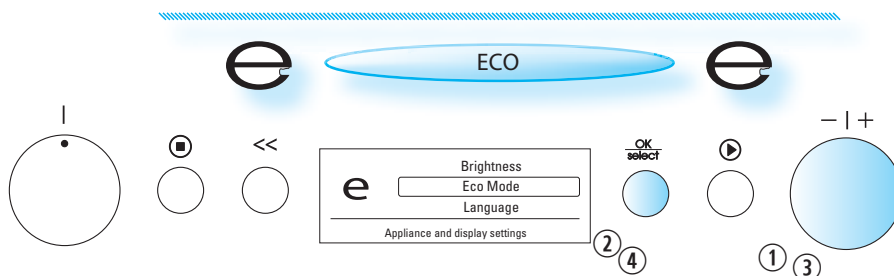 ECO
− | +
<<
OK
select
Brightness
e
Eco Mode
Language
Appliance and display settings
②
④
①
③